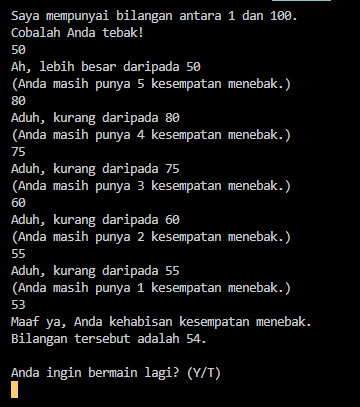 Saya mempunyai bilangan antara 1 dan 100.
Cobalah Anda tebak!
50
Ah, lebih besar daripada 50
(Anda masih punya 5 kesempatan menebak.)
80
Aduh, kurang daripada 80
(Anda masih punya 4 kesempatan menebak.)
75
Aduh, kurang daripada 75
(Anda masih punya 3 kesempatan menebak.)
60
Aduh, kurang daripada 60
(Anda masih punya 2 kesempatan menebak.)
55
Aduh, kurang daripada 55
(Anda masih punya 1 kesempatan menebak.)
53
Maaf ya, Anda kehabisan kesempatan menebak.
Bilangan tersebut adalah 54.
Anda ingin bermain lagi? (Y/T)